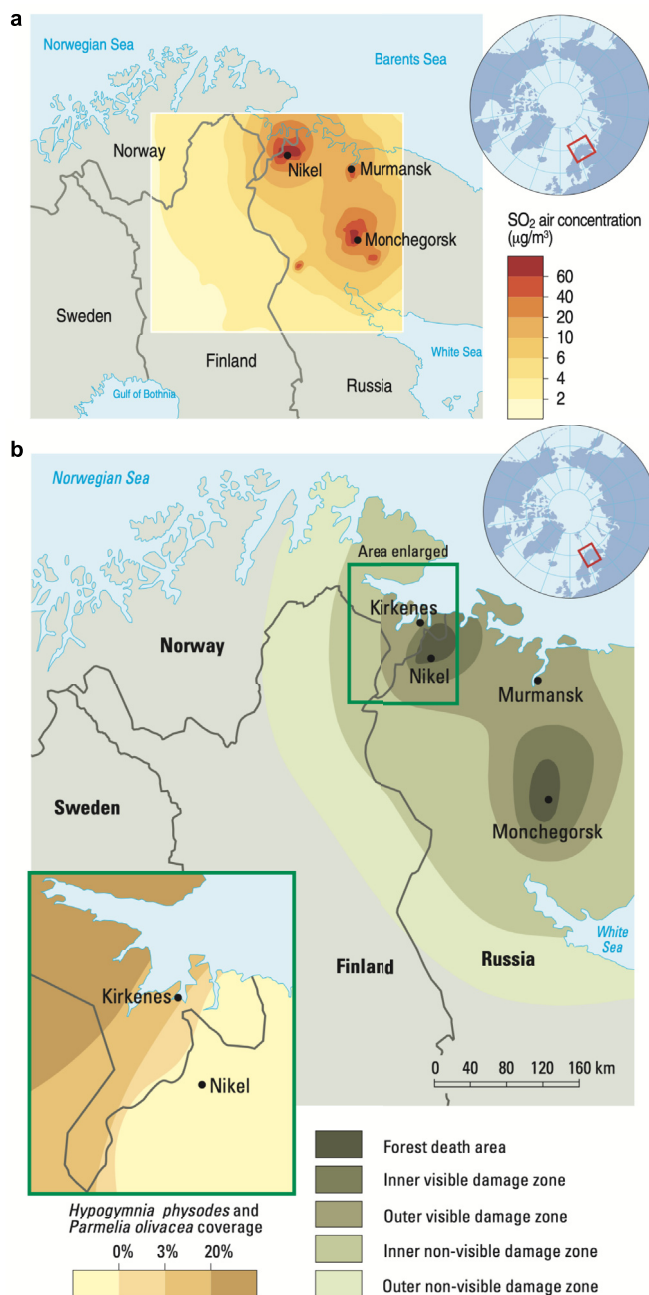 a
Norwegian Sea
Barents Sea
Norway
Nikel
Murmansk
Monchegorsk
Sweden
Finland
Russia
White Sea
Gulf of Bothnia
SO₂ air concentration
(µg/m³)
60
40
20
10
6
4
2
b
Norwegian Sea
Area enlarged
Kirkenes
Norway
Nikel
Murmansk
Sweden
Monchegorsk
White
Sea
Finland
Russia
Kirkenes
Nikel
0 40 80 120 160 km
Hypogymnia physodes and
Parmelia olivacea coverage
0% 3% 20%
Forest death area
Inner visible damage zone
Outer visible damage zone
Inner non-visible damage zone
Outer non-visible damage zone